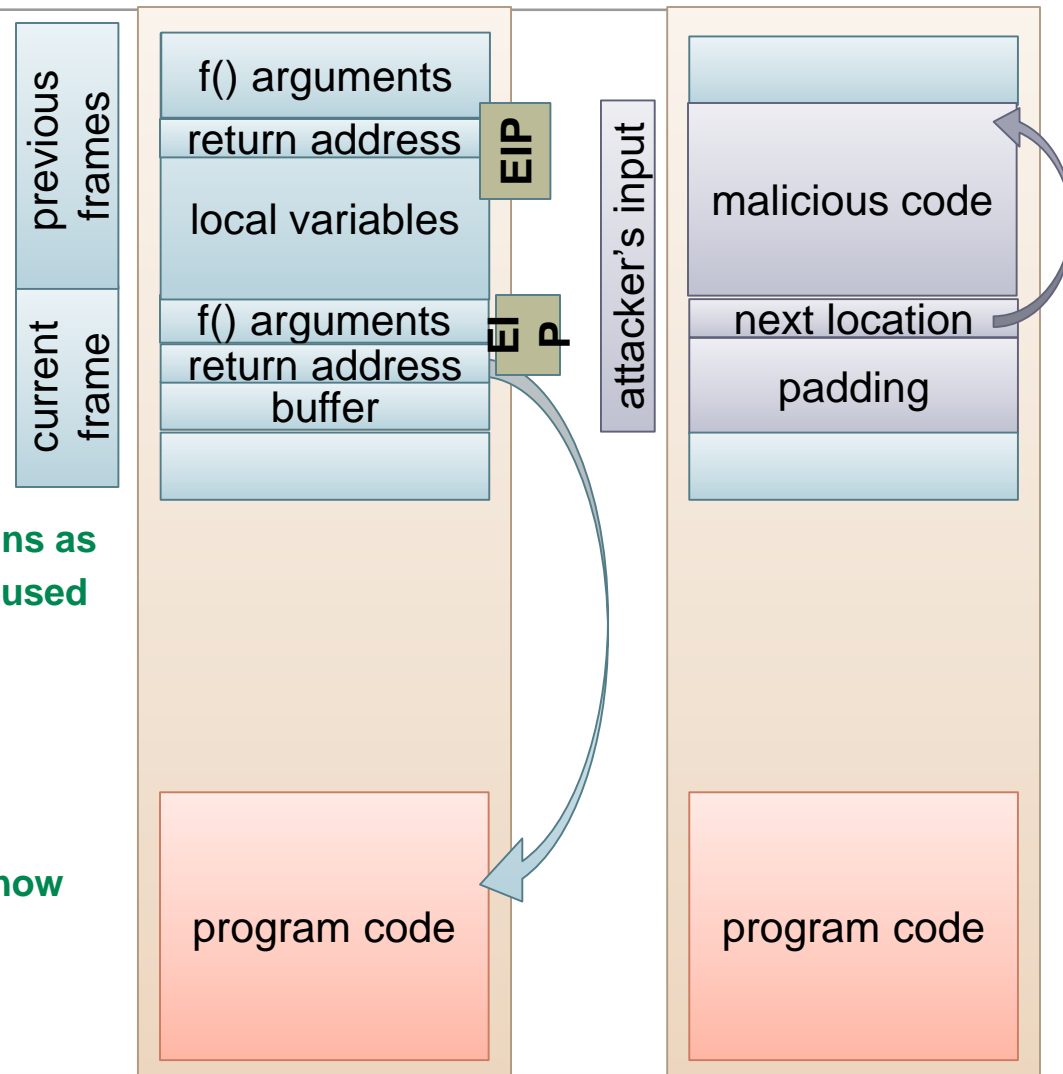 previous
frames
current
frame
f() arguments
return address
local variables
EIP
f() arguments
return address
buffer
EI
P
program code
ns as
used
now
attacker's input
malicious code
next location
padding
program code